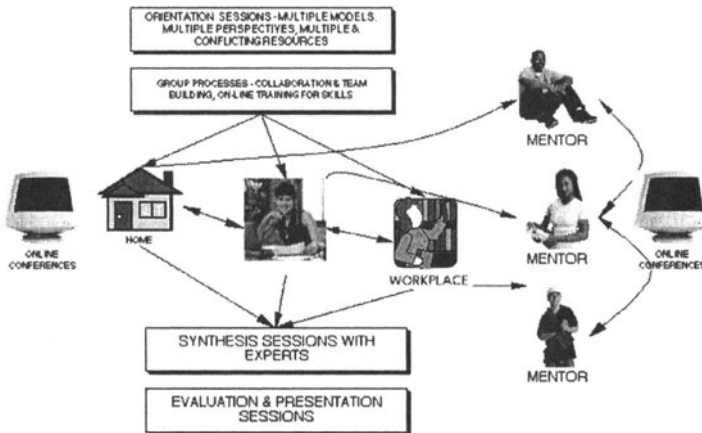 ORIENTATION SESSIONS - MULTIPLE MODELS,
MULTIPLE PERSPECTIVES, MULTIPLE &
CONFLICTING RESOURCES
GROUP PROCESSES - COLLABORATION & TEAM
BUILDING, ON-LINE TRAINING FOR SKILLS
MENTOR
HOME
ONLINE
CONFERENCES
WORKPLACE
MENTOR
ONLINE
CONFERENCES
SYNTHESIS SESSIONS WITH
EXPERTS
MENTOR
EVALUATION & PRESENTATION
SESSIONS